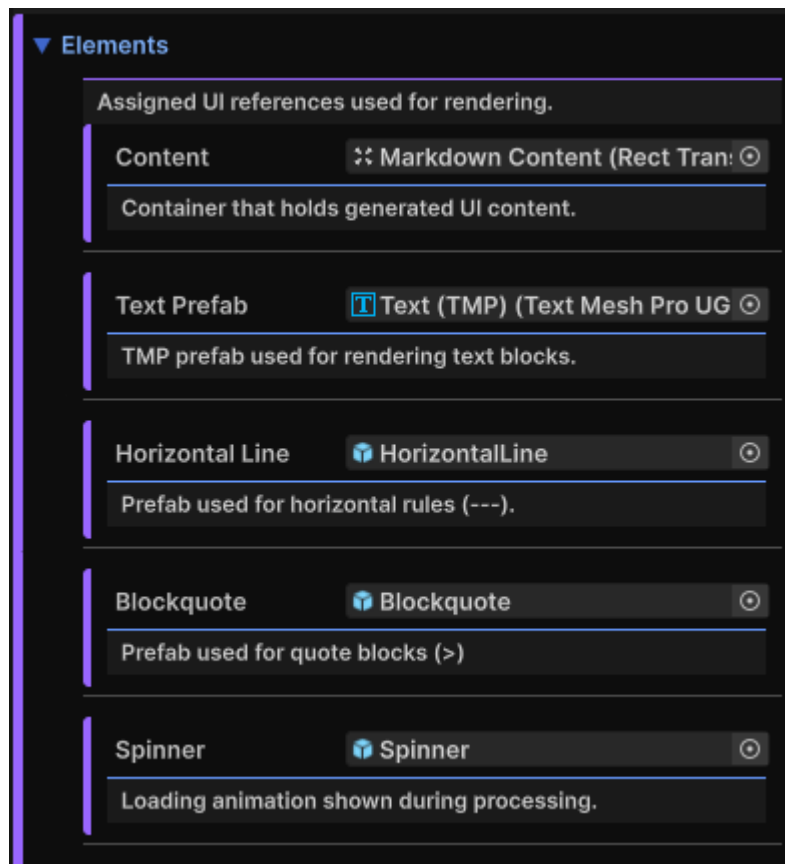 Elements
Assigned UI references used for rendering.
Content Markdown Content (Rect Trans
Container that holds generated UI content.
Text Prefab Text (TMP) (Text Mesh Pro UG
TMP prefab used for rendering text blocks.
Horizontal Line HorizontalLine
Prefab used for horizontal rules (---).
Blockquote Blockquote
Prefab used for quote blocks (>)
Spinner Spinner
Loading animation shown during processing.